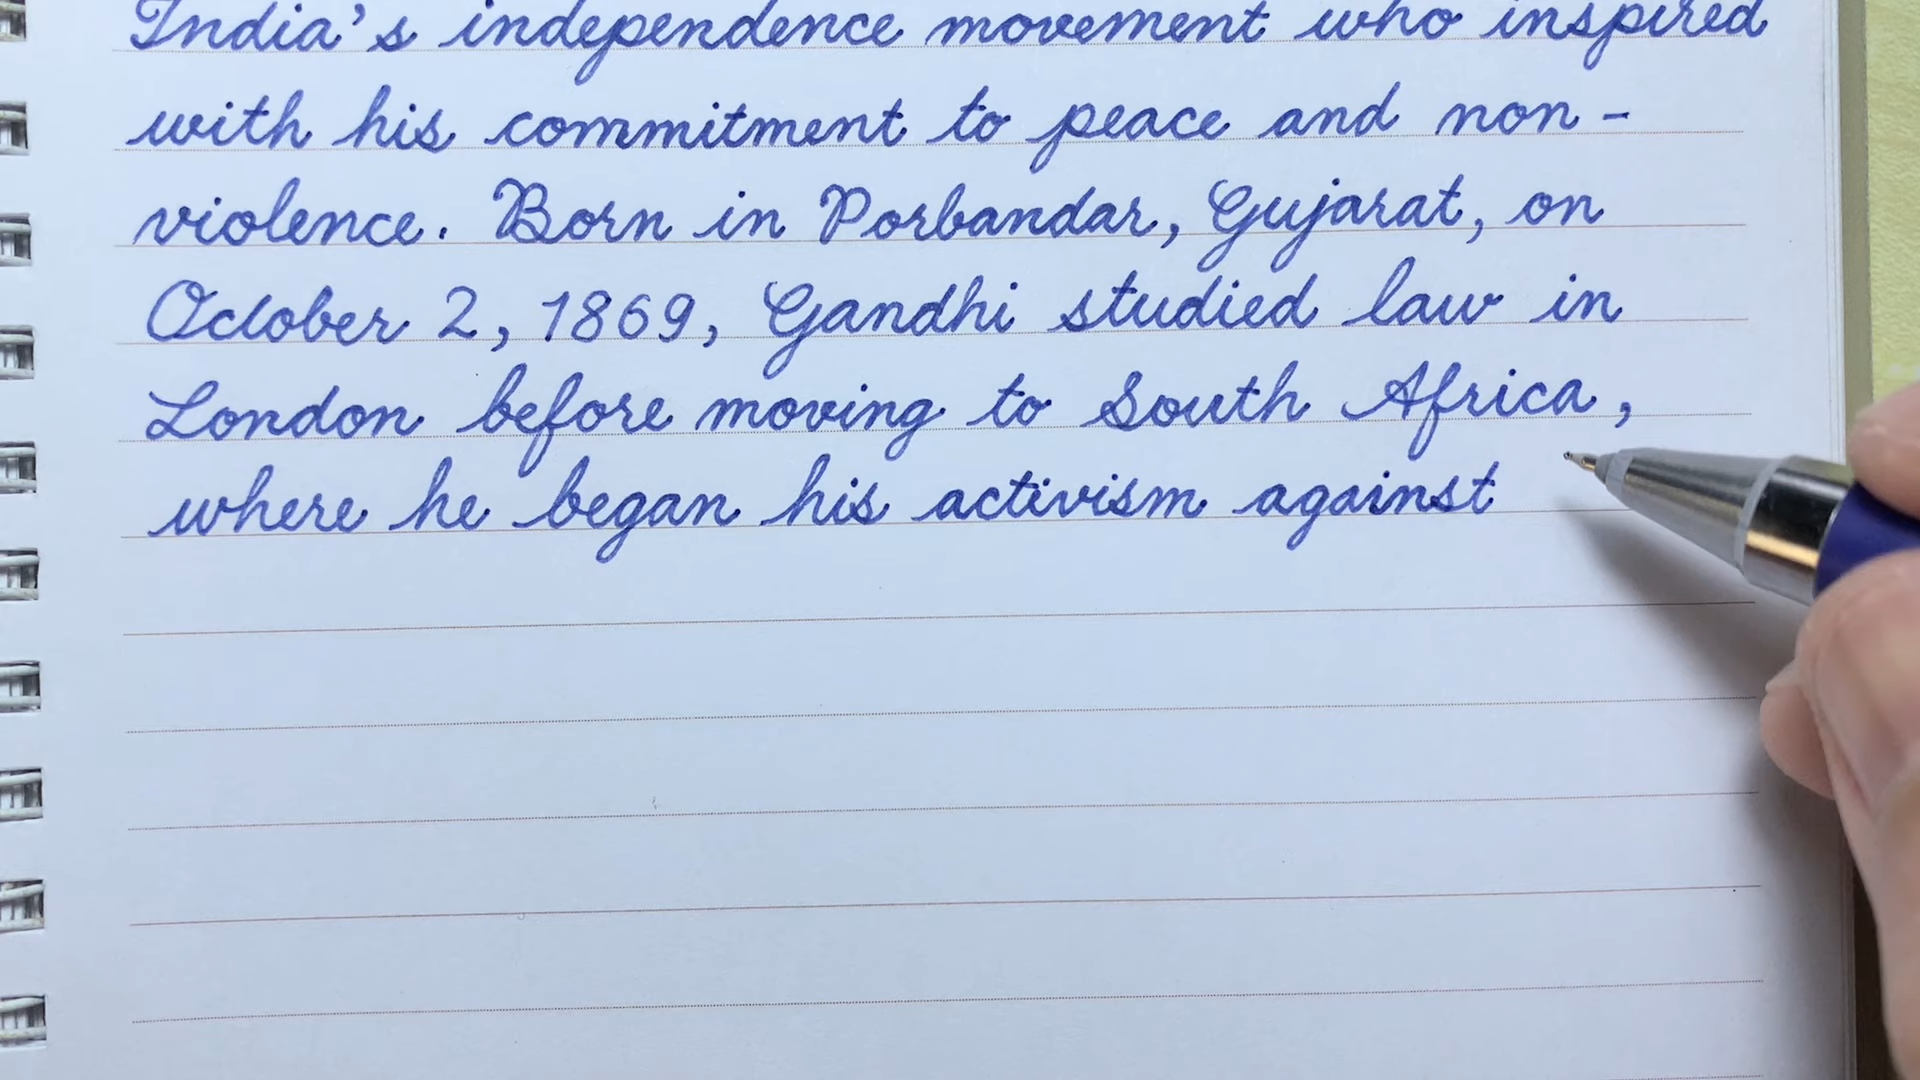 India's independence movement who inspired
with his commitment to peace and non-
violence. Born in Porbandar, Gujarat, on
October 2, 1869, Gandhi studied law in
London before moving to South Africa,
where he began his activism against